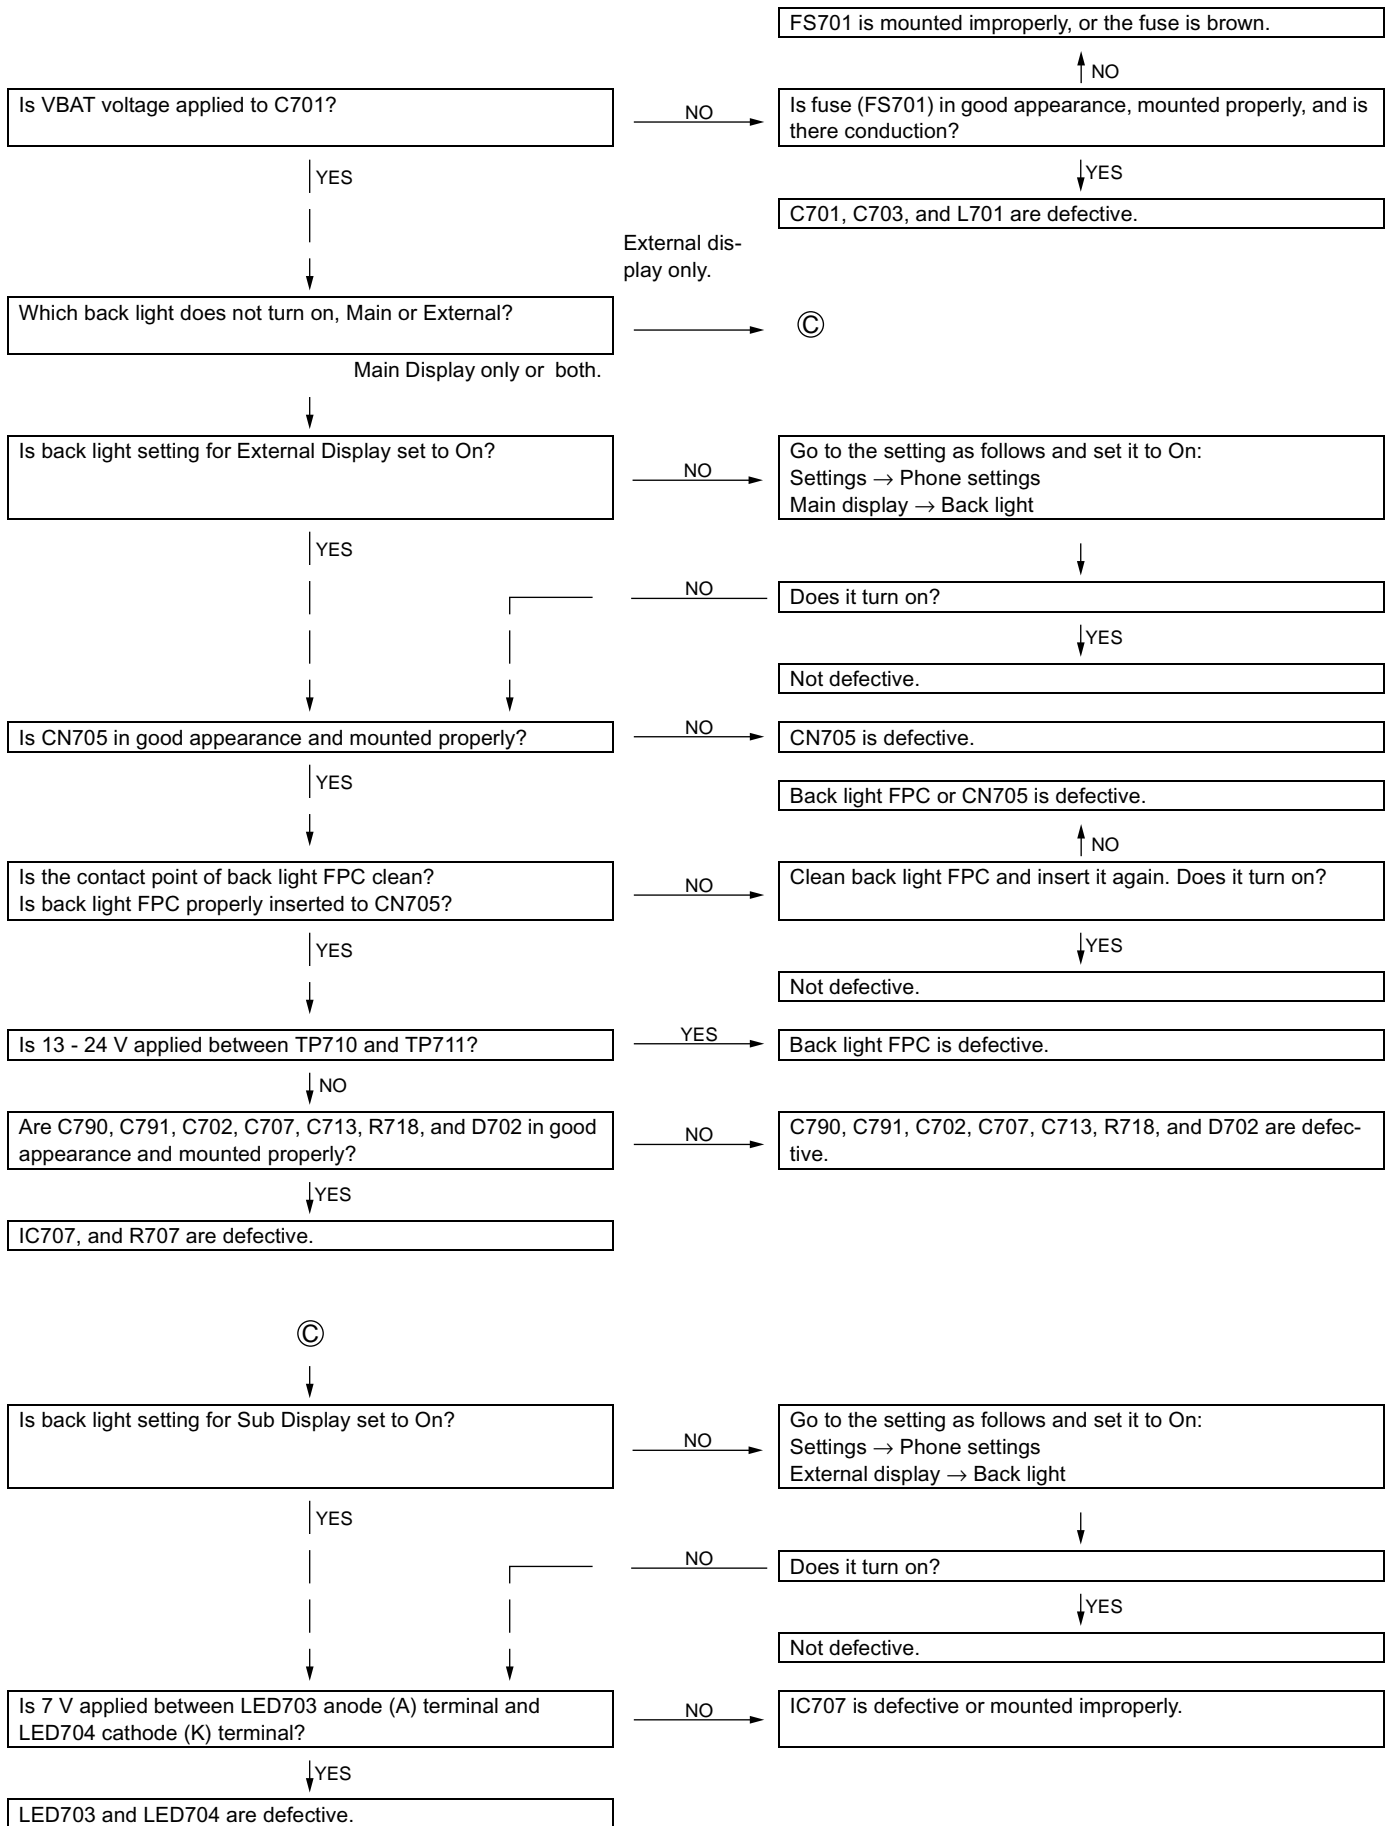 FS701 is mounted improperly, or the fuse is brown.
NO
Is VBAT voltage applied to C701?
NO
Is fuse (FS701) in good appearance, mounted properly, and is
there conduction?
YES
YES
C701, C703, and L701 are defective.
External dis-
play only.
Which back light does not turn on, Main or External?
©
Main Display only or both.
Is back light setting for External Display set to On?
NO
Go to the setting as follows and set it to On:
Settings → Phone settings
Main display → Back light
YES
NO
Does it turn on?
YES
Not defective.
Is CN705 in good appearance and mounted properly?
NO
CN705 is defective.
YES
Back light FPC or CN705 is defective.
NO
Is the contact point of back light FPC clean?
Is back light FPC properly inserted to CN705?
NO
Clean back light FPC and insert it again. Does it turn on?
YES
YES
Not defective.
Is 13 - 24 V applied between TP710 and TP711?
YES
Back light FPC is defective.
NO
Are C790, C791, C702, C707, C713, R718, and D702 in good
appearance and mounted properly?
NO
C790, C791, C702, C707, C713, R718, and D702 are defec-
tive.
YES
IC707, and R707 are defective.
©
Is back light setting for Sub Display set to On?
NO
Go to the setting as follows and set it to On:
Settings → Phone settings
External display → Back light
YES
NO
Does it turn on?
YES
Not defective.
Is 7 V applied between LED703 anode (A) terminal and
LED704 cathode (K) terminal?
NO
IC707 is defective or mounted improperly.
YES
LED703 and LED704 are defective.